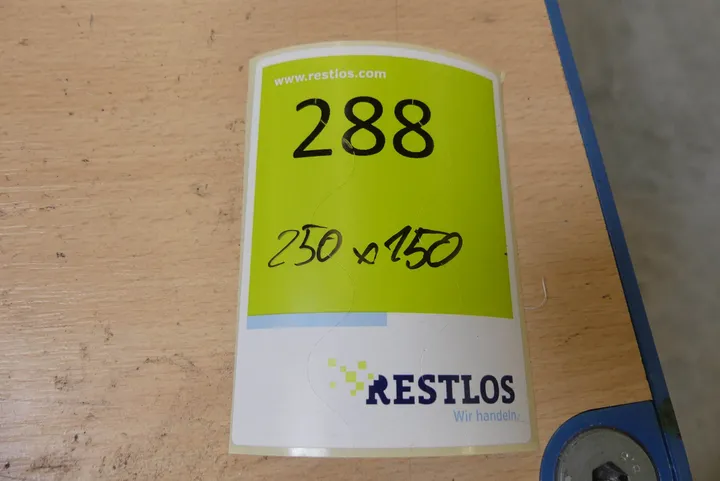 www.restlos.com
288
250 x 150
RESTLOS
Wir handeln.